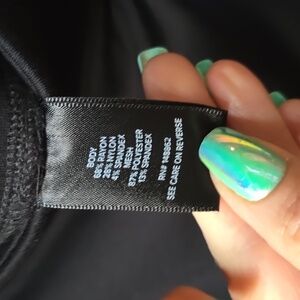 BODY
68% RAYON
28% NYLON
4% SPANDEX
MESH
87% POLYESTER
13% SPANDEX
RN# 148862
SEE CARE ON REVERSE